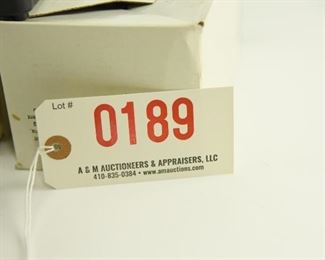 Lot #
0189
A & M AUCTIONEERS & APPRAISERS, LLC
410-835-0384 • www.amauctions.com